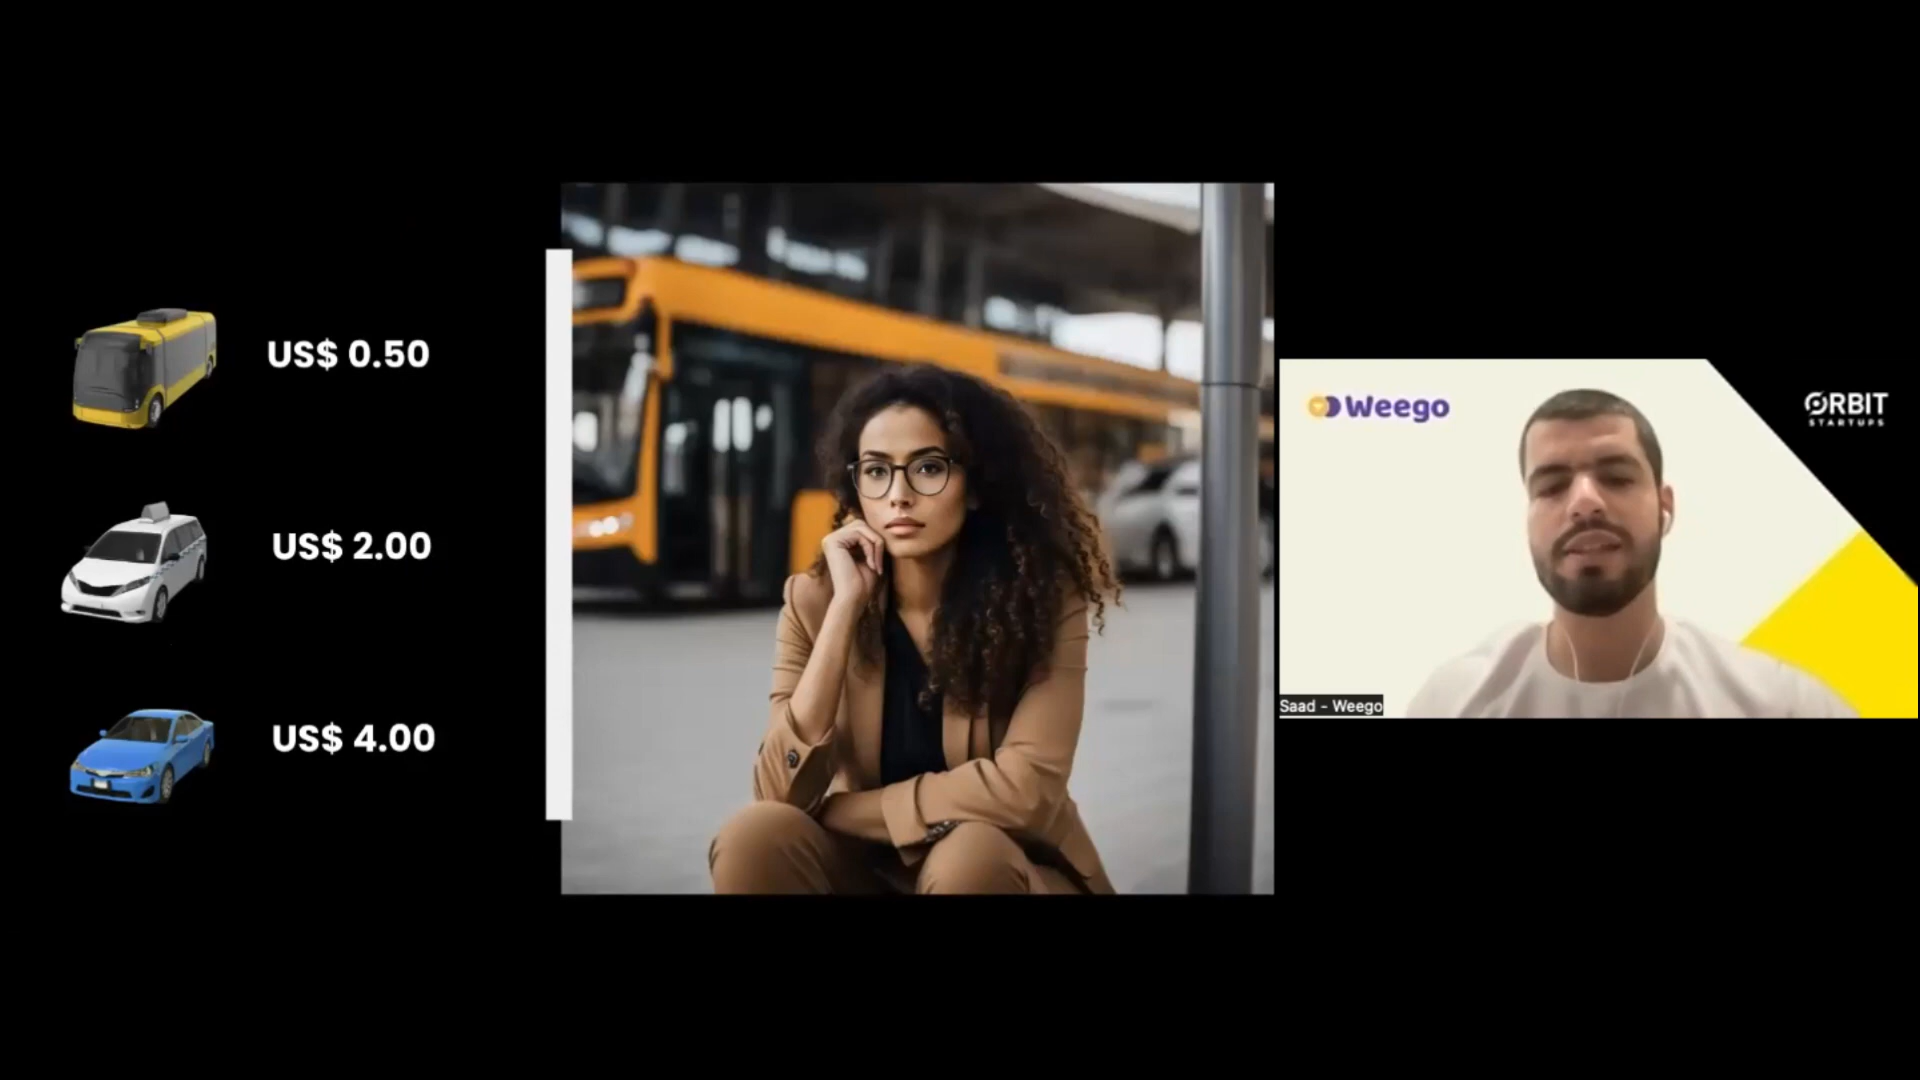 US$ 0.50
US$ 2.00
US$ 4.00
Weego
ORBIT
STARTUPS
Saad - Weego